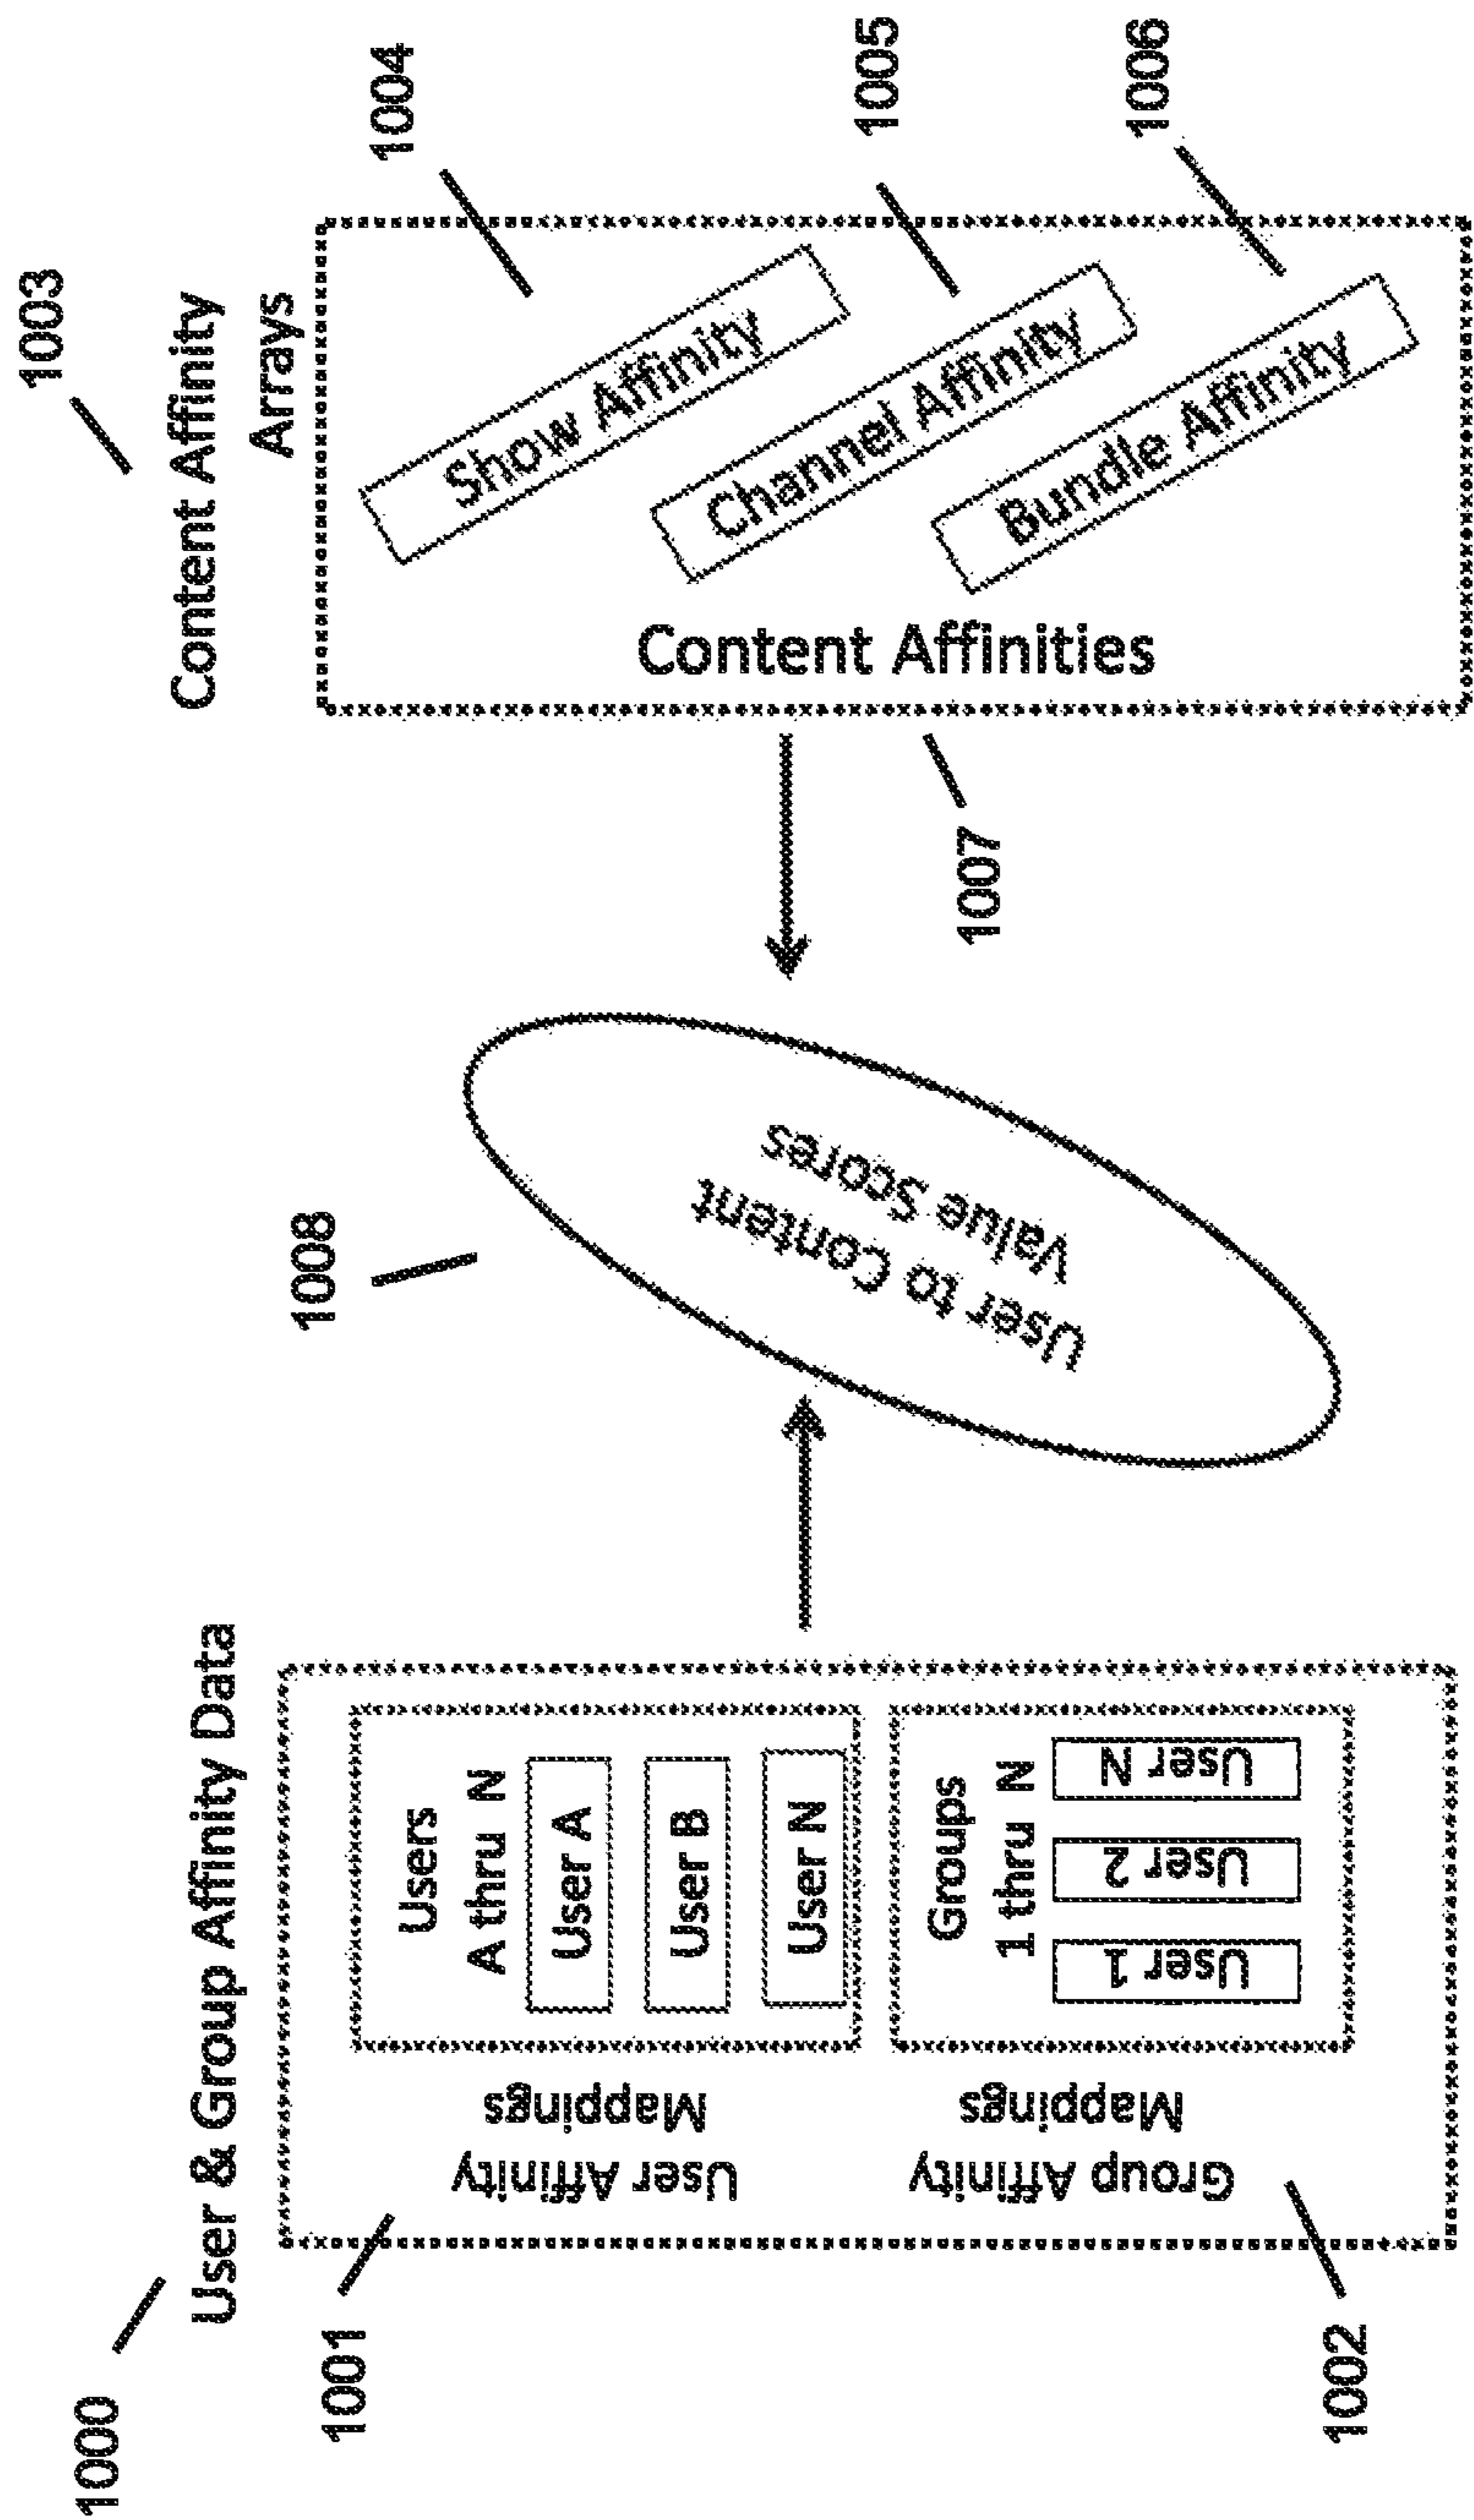 1000
User & Group Affinity Data
1001
User Affinity
Mappings
Users
A thru N
User A
User B
User N
1002
Group Affinity
Mappings
Groups
1 thru N
User 1
User 2
User N
1008
User to Content
Value Scores
1003
Content Affinity
Arrays
1007
Content Affinities
1004
Show Affinity
1005
Channel Affinity
1006
Bundle Affinity